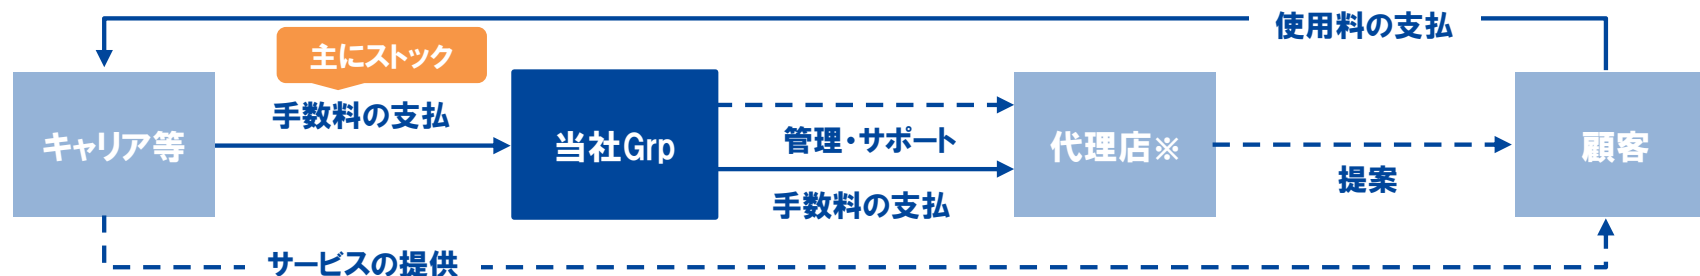 使用料の支払
主にストック
手数料の支払
キャリア等
当社Grp
管理・サポート
手数料の支払
代理店※
提案
顧客
サービスの提供